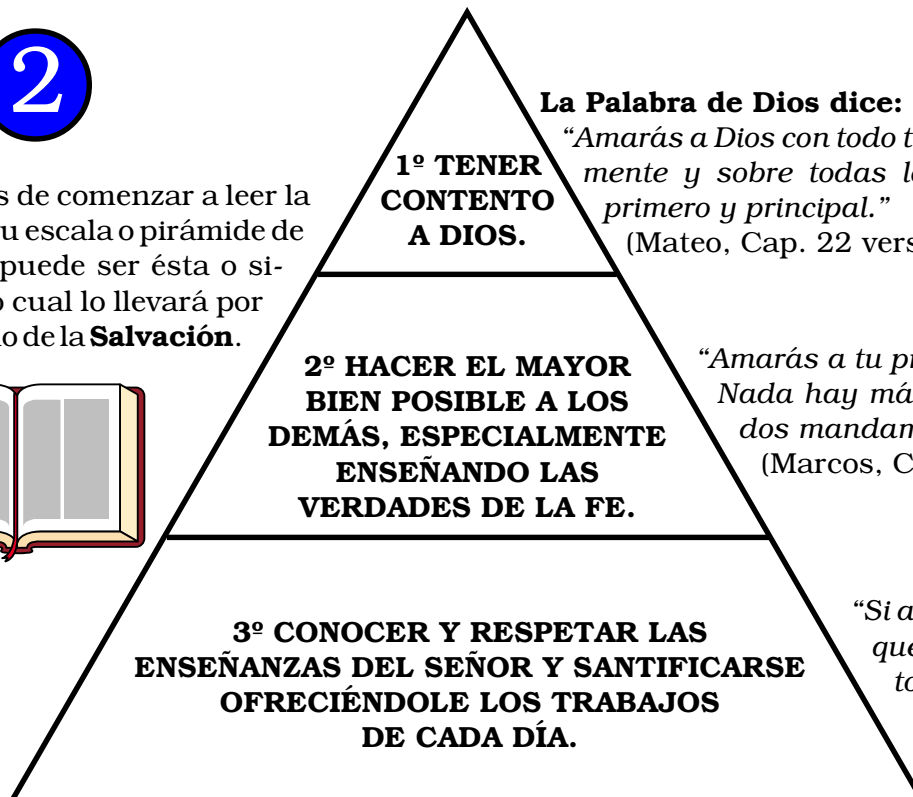 2
s de comenzar a leer la
u escala o pirámide de
puede ser ésta o si-
o cual lo llevará por
o de la Salvación.
1º TENER
CONTENTO
A DIOS.
La Palabra de Dios dice:
“Amarás a Dios con todo t
mente y sobre todas l
primero y principal.”
(Mateo, Cap. 22 vers
2º HACER EL MAYOR
BIEN POSIBLE A LOS
DEMÁS, ESPECIALMENTE
ENSEÑANDO LAS
VERDADES DE LA FE.
“Amarás a tu pr
Nada hay má
dos mandam
(Marcos, C
3º CONOCER Y RESPETAR LAS
ENSEÑANZAS DEL SEÑOR Y SANTIFICARSE
OFRECIÉNDOLE LOS TRABAJOS
DE CADA DÍA.
“Si a
que
to